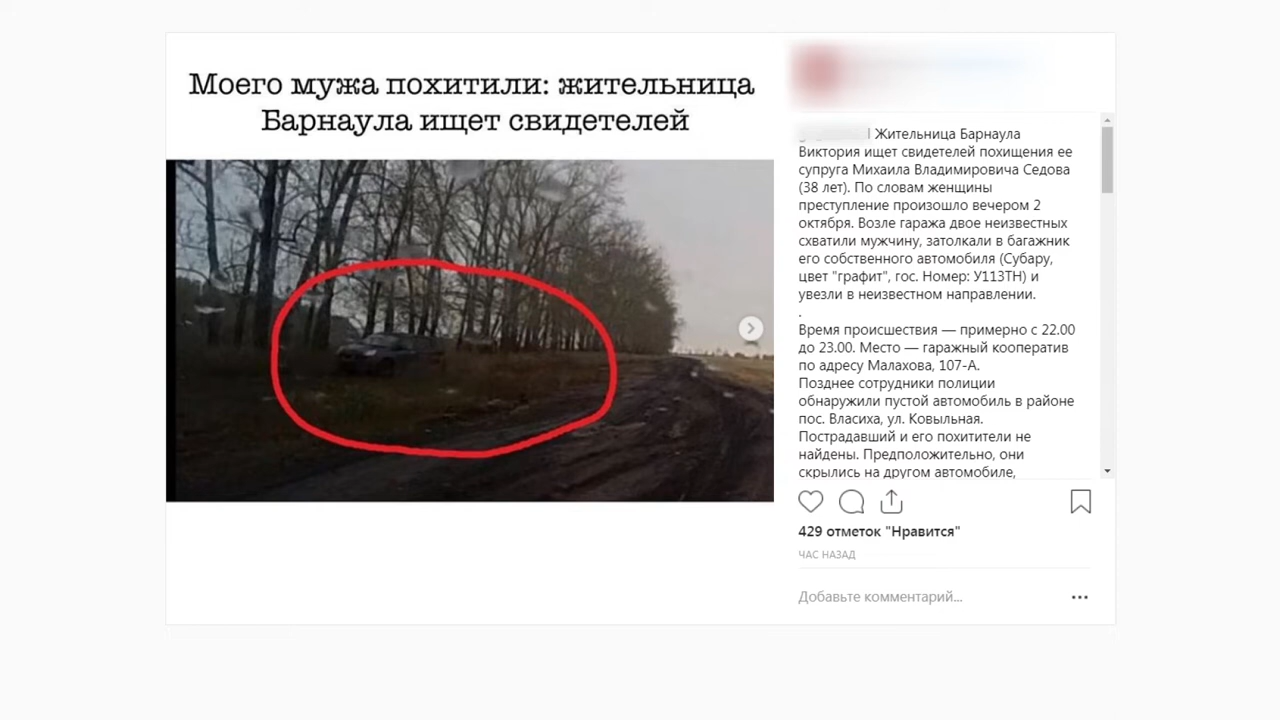 Моего мужа похитили: жительница
Барнаула ищет свидетелей
Жительница Барнаула
Виктория ищет свидетелей похищения ее
супруга Михаила Владимировича Седова
(38 лет). По словам женщины
преступление произошло вечером 2
октября. Возле гаража двое неизвестных
схватили мужчину, затолкали в багажник
его собственного автомобиля (Субару,
цвет "графит", гос. Номер: У113ТН) и
увезли в неизвестном направлении.
.
Время происшествия — примерно с 22.00
до 23.00. Место — гаражный кооператив
по адресу Малахова, 107-А.
Позднее сотрудники полиции
обнаружили пустой автомобиль в районе
пос. Власиха, ул. Ковыльная.
Пострадавший и его похитители не
найдены. Предположительно, они
скрылись на другом автомобиле,
429 отметок "Нравится"
ЧАС НАЗАД
Добавьте комментарий...